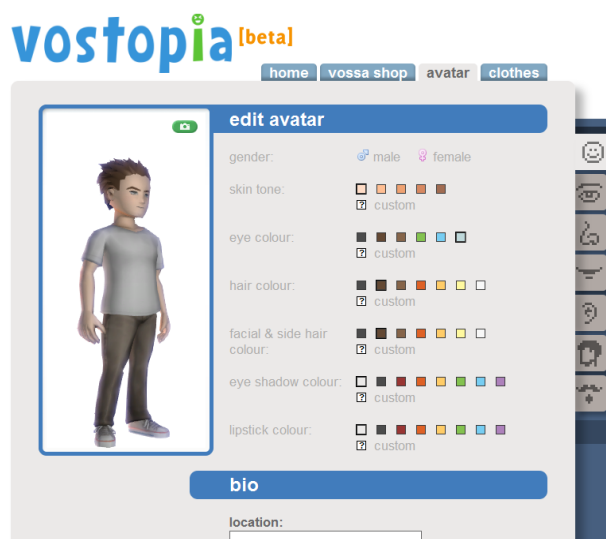 vostopia [beta]
home vossa shop avatar clothes
edit avatar
gender: male female
skin tone:
? custom
eye colour:
? custom
hair colour:
? custom
facial & side hair
colour:
? custom
eye shadow colour:
? custom
lipstick colour:
? custom
bio
location: